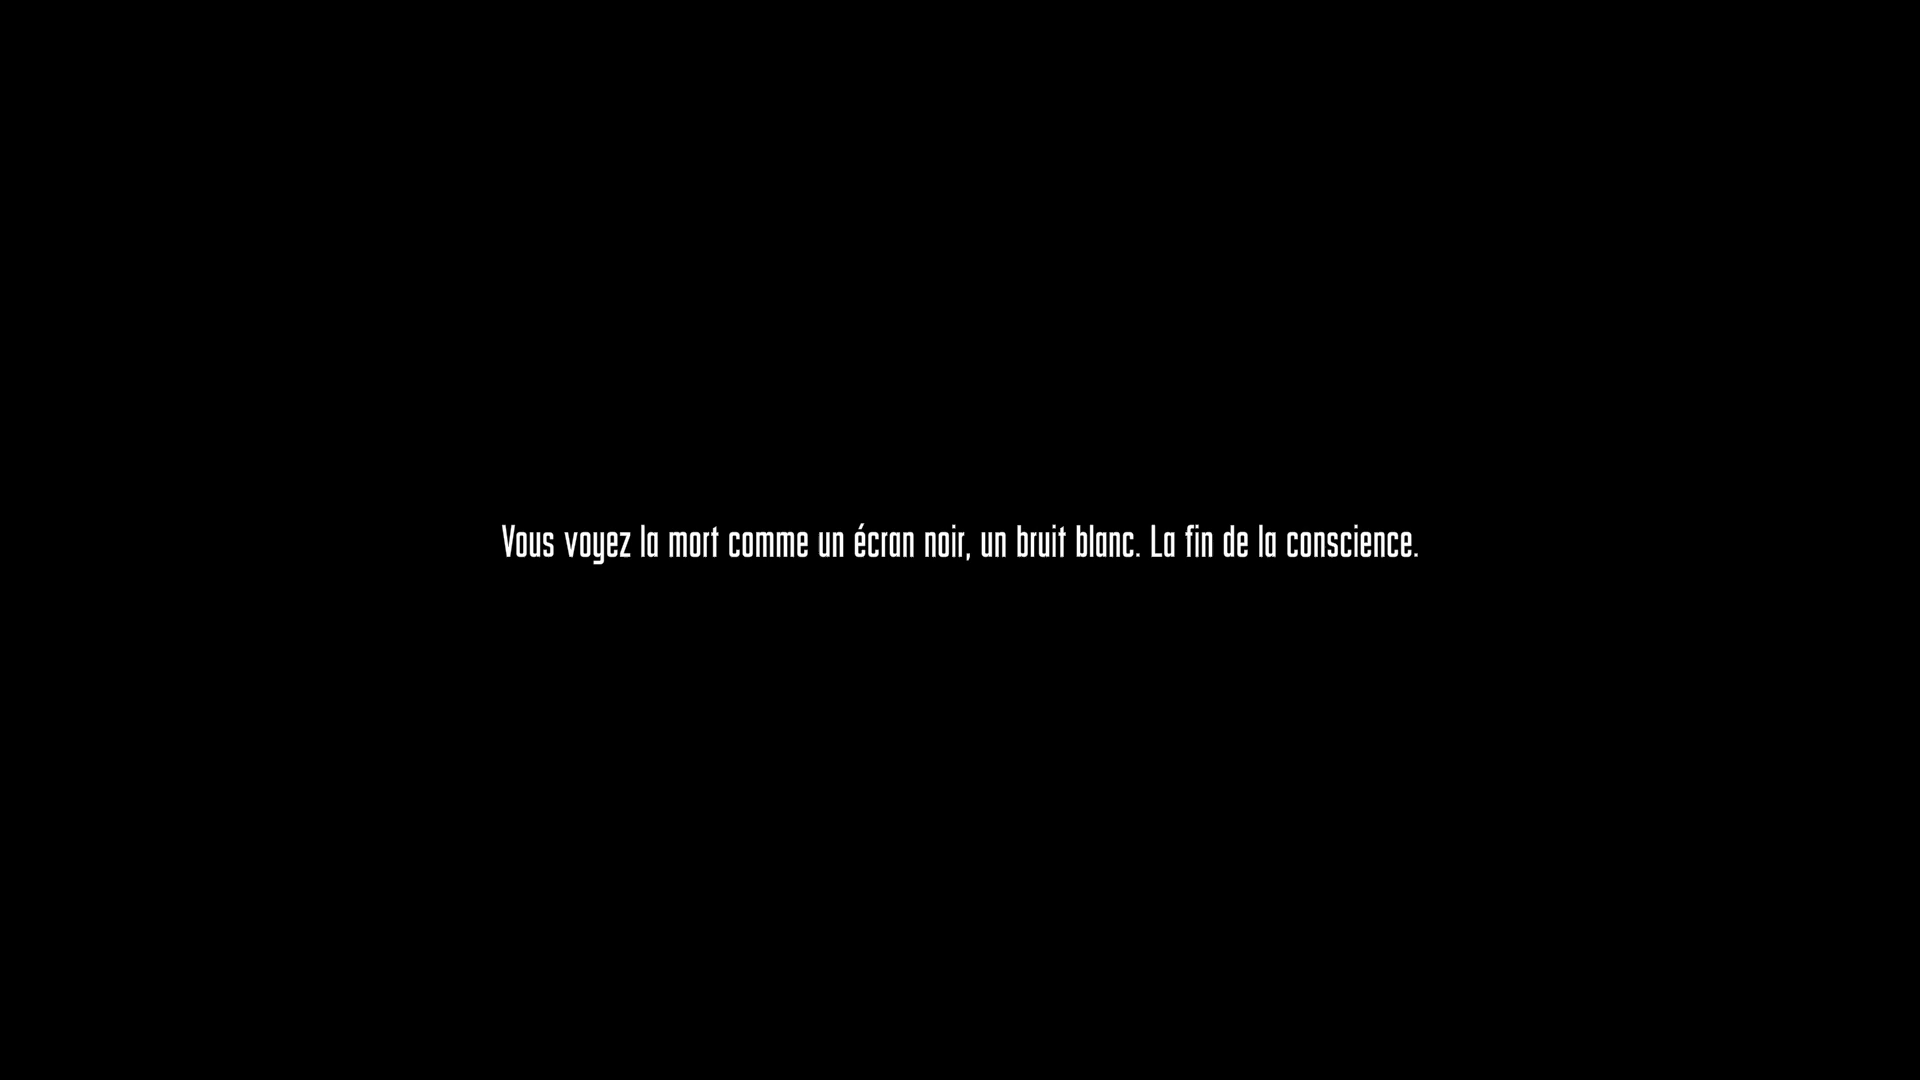 Vous voyez la mort comme un écran noir, un bruit blanc. La fin de la conscience.